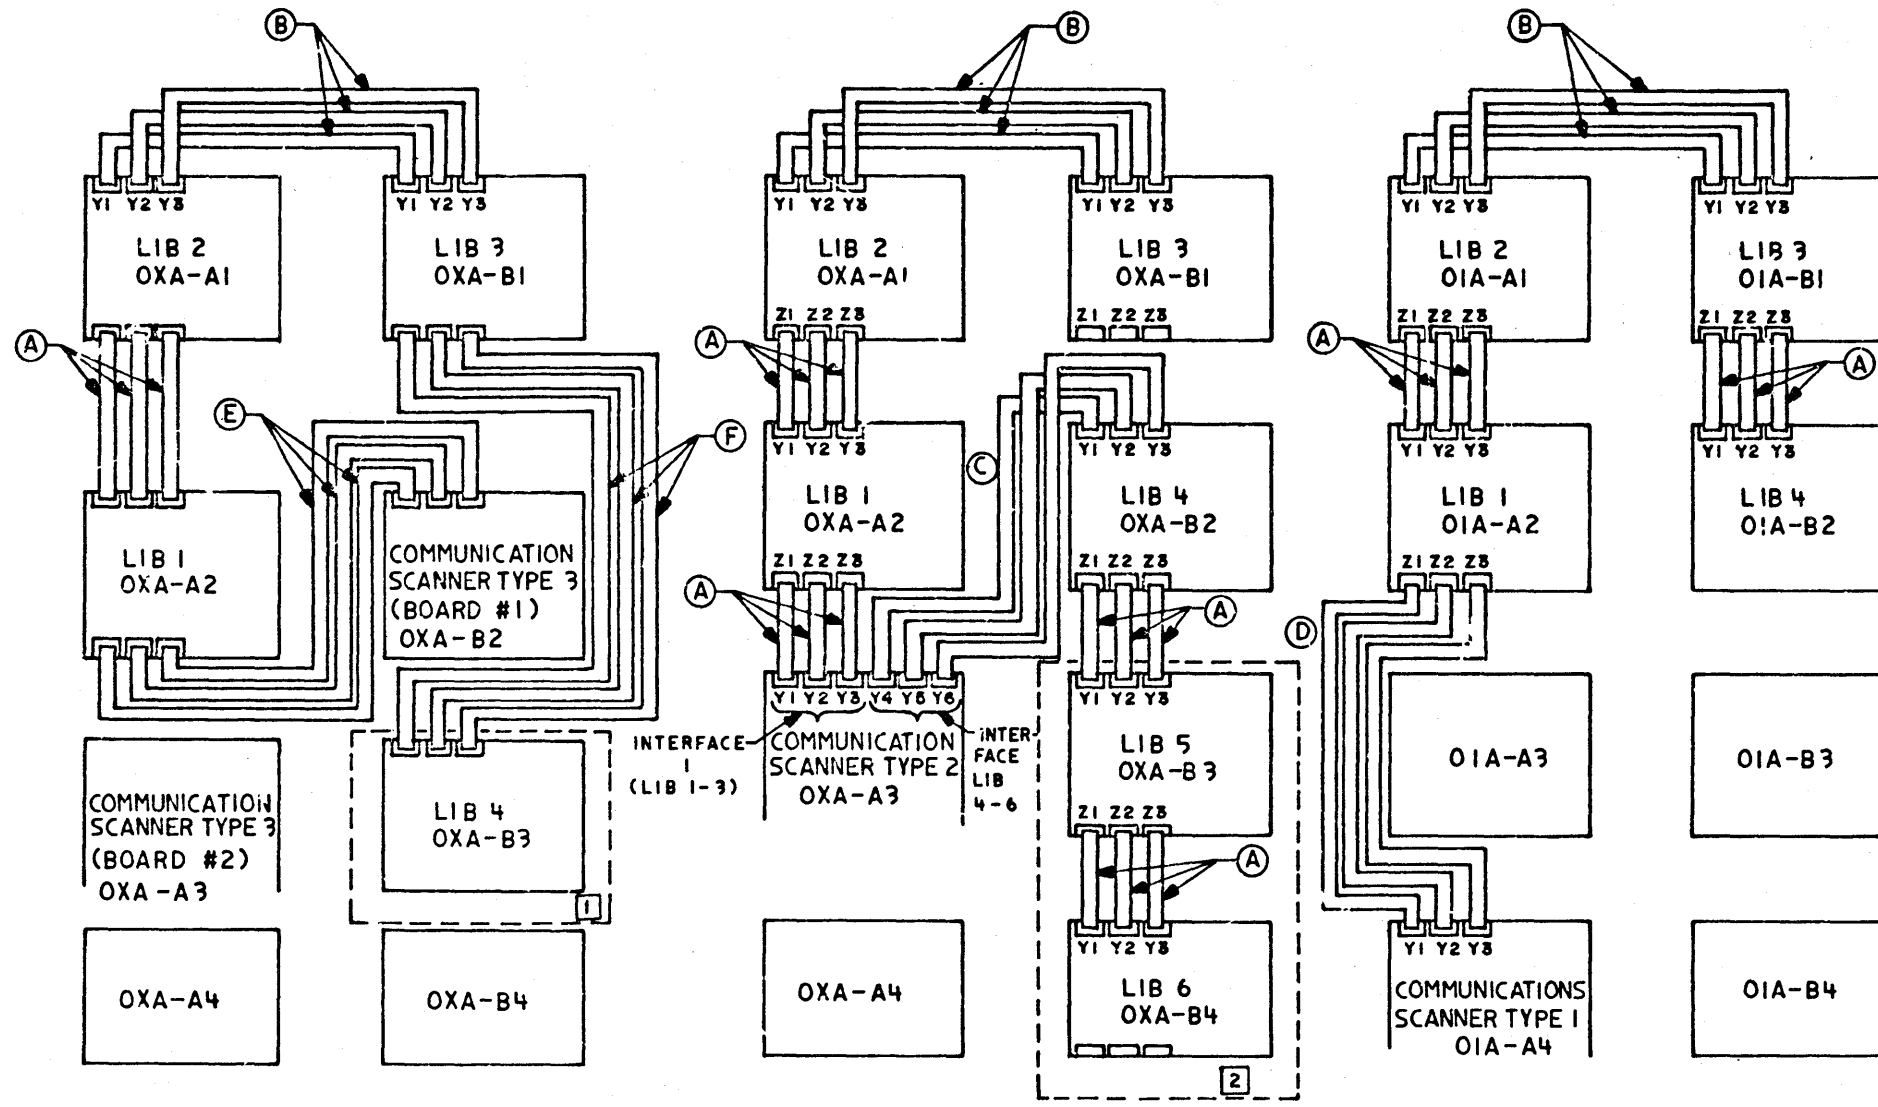 B
B
B
Y1 Y2 Y3
Y1 Y2 Y3
LIB 2
OXA-A1
LIB 3
OXA-B1
A
E
F
LIB 1
OXA-A2
COMMUNICATION
SCANNER TYPE 3
(BOARD #1)
OXA-B2
COMMUNICATION
SCANNER TYPE 3
(BOARD #2)
OXA-A3
LIB 4
OXA-B3
1
OXA-A4
OXA-B4
Y1 Y2 Y3
Y1 Y2 Y3
LIB 2
OXA-A1
LIB 3
OXA-B1
Z1 Z2 Z3
Z1 Z2 Z3
A
Y1 Y2 Y3
Y1 Y2 Y3
C
LIB 1
OXA-A2
LIB 4
OXA-B2
Z1 Z2 Z3
Z1 Z2 Z3
A
A
Y1 Y2 Y3 Y4 Y5 Y6
Y1 Y2 Y3
INTERFACE
1
(LIB 1-3)
COMMUNICATION
SCANNER TYPE 2
OXA-A3
INTER-
FACE
LIB
4-6
LIB 5
OXA-B3
Z1 Z2 Z3
A
OXA-A4
Y1 Y2 Y3
LIB 6
OXA-B4
2
Y1 Y2 Y3
Y1 Y2 Y3
LIB 2
O1A-A1
LIB 3
O1A-B1
Z1 Z2 Z3
Z1 Z2 Z3
A
A
Y1 Y2 Y3
Y1 Y2 Y3
LIB 1
O1A-A2
LIB 4
O1A-B2
Z1 Z2 Z3
D
O1A-A3
O1A-B3
Y1 Y2 Y3
COMMUNICATIONS
SCANNER TYPE 1
O1A-A4
O1A-B4